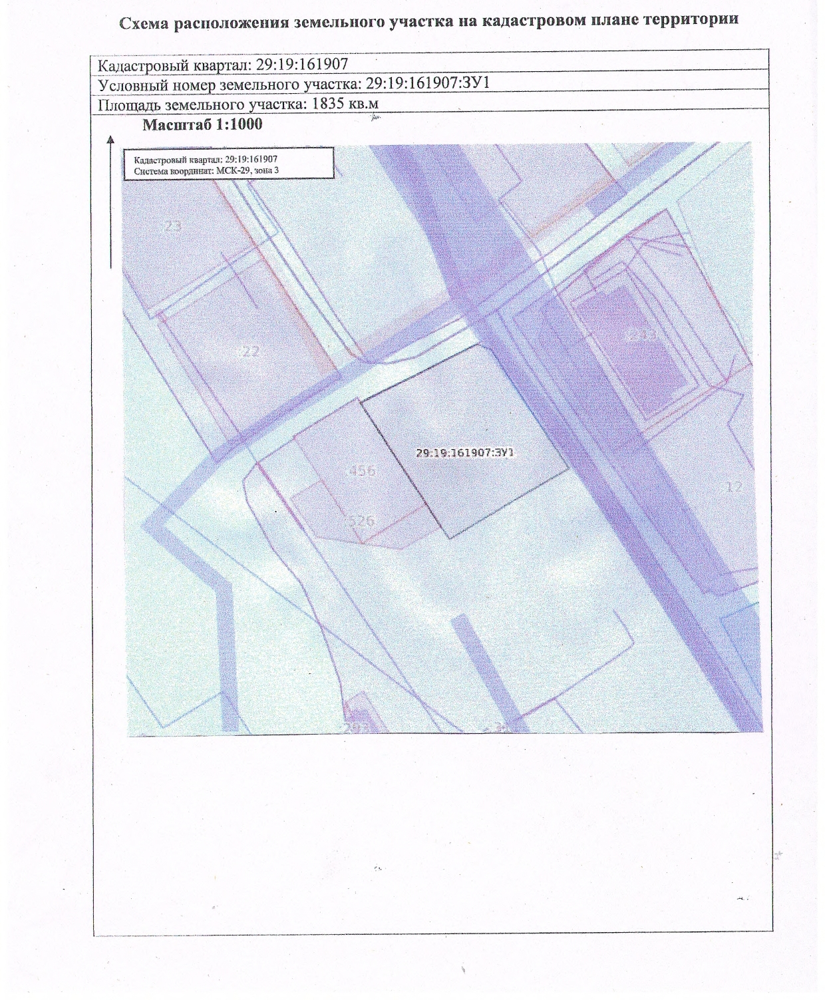 Схема расположения земельного участка на кадастровом плане территории
Кадастровый квартал: 29:19:161907
Условный номер земельного участка: 29:19:161907:ЗУ1
Площадь земельного участка: 1835 кв.м
Масштаб 1:1000
Кадастровый квартал: 29:19:161907
Система координат: МСК-29, зона 3
:23
:243
:22
29:19:161907:ЗУ1
:456
:12
:526